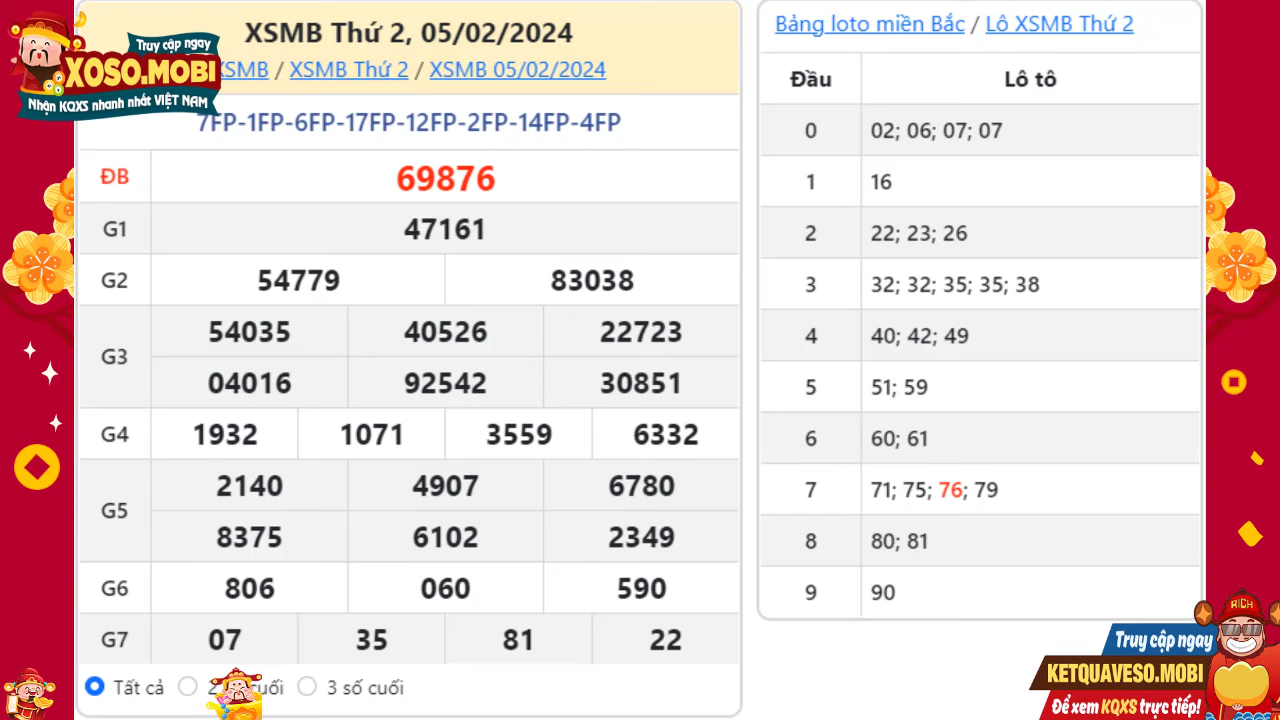 Truy cập ngay
XOSO.MOBI
Nhận KQXS nhanh nhất VIỆT NAM
XSMB Thứ 2, 05/02/2024
XSMB / XSMB Thứ 2 / XSMB 05/02/2024
7FP-1FP-6FP-17FP-12FP-2FP-14FP-4FP
ĐB 69876
G1 47161
G2 54779 83038
G3 54035 40526 22723
04016 92542 30851
G4 1932 1071 3559 6332
G5 2140 4907 6780
8375 6102 2349
G6 806 060 590
G7 07 35 81 22
Tất cả 2 cuối 3 số cuối
Bảng loto miền Bắc / Lô XSMB Thứ 2
Đầu Lô tô
0 02; 06; 07; 07
1 16
2 22; 23; 26
3 32; 32; 35; 35; 38
4 40; 42; 49
5 51; 59
6 60; 61
7 71; 75; 76; 79
8 80; 81
9 90
RICH
Truy cập ngay
KETQUAVESO.MOBI
Để xem KQXS trực tiếp!